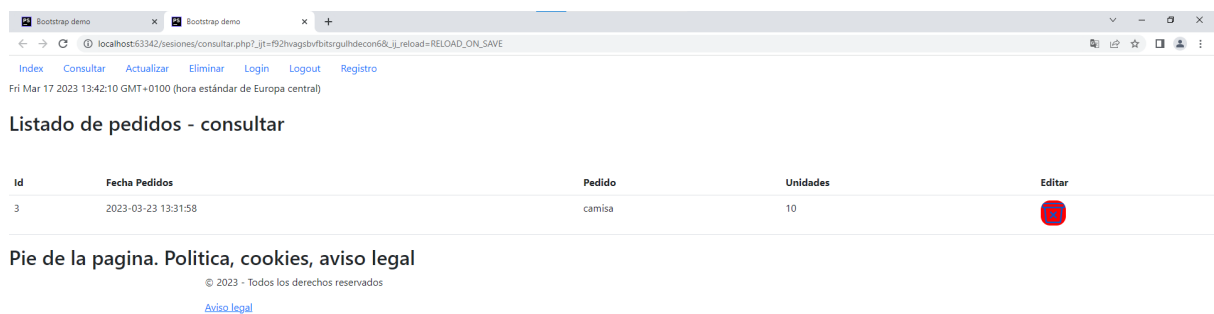 Bootstrap demo
Bootstrap demo
localhost:63342/sesiones/consultar.php?_ijt=f92hvagsbvfbitsrgulhdecon6&_ij_reload=RELOAD_ON_SAVE
Index Consultar Actualizar Eliminar Login Logout Registro
Fri Mar 17 2023 13:42:10 GMT+0100 (hora estándar de Europa central)
Listado de pedidos - consultar
Id Fecha Pedidos Pedido Unidades Editar
3 2023-03-23 13:31:58 camisa 10
Pie de la pagina. Politica, cookies, aviso legal
© 2023 - Todos los derechos reservados
Aviso legal